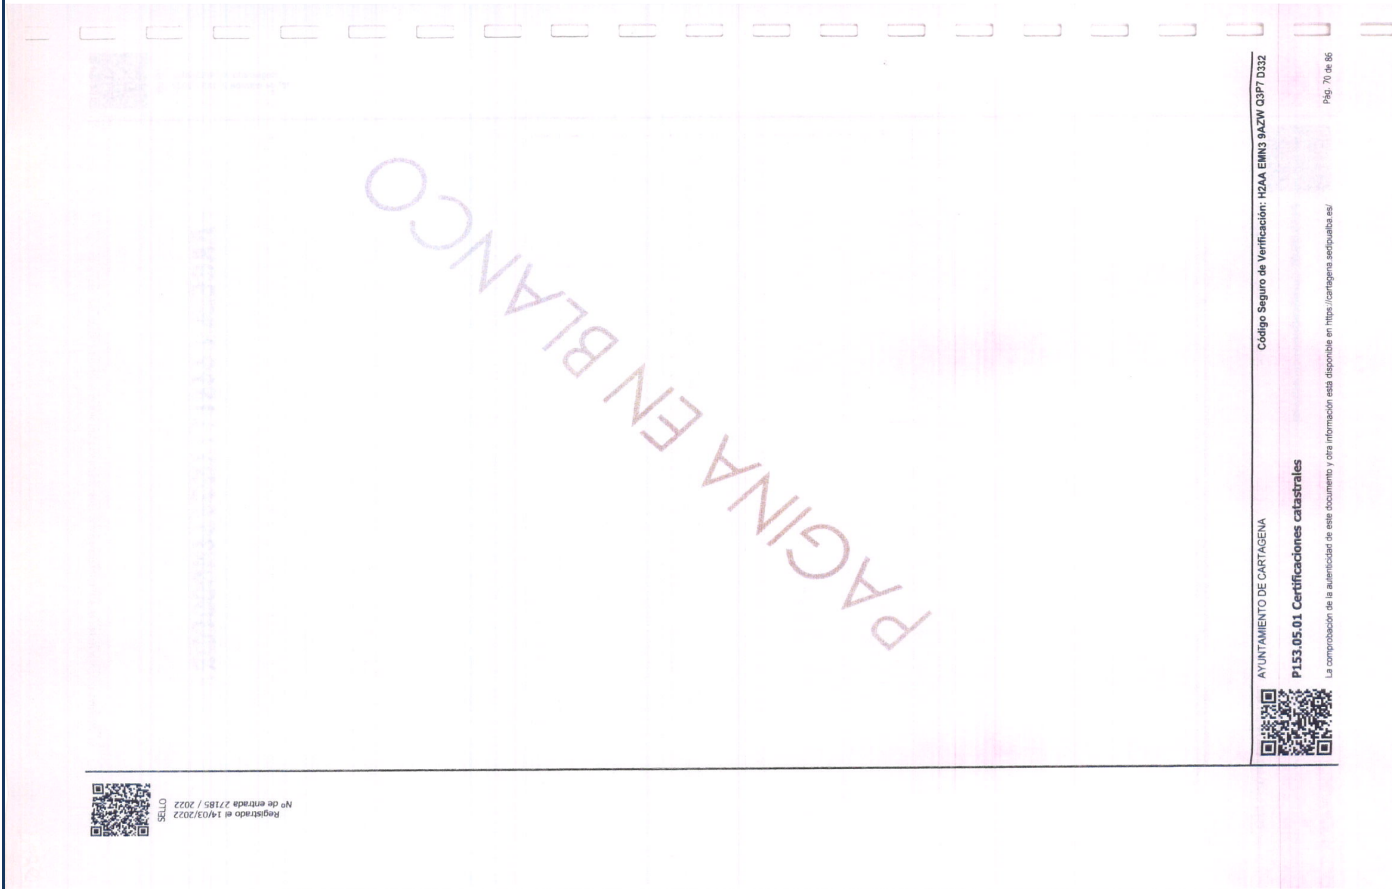 PAGINA EN BLANCO
AYUNTAMIENTO DE CARTAGENA
Código Seguro de Verificación: H2AA EMN3 9AZW Q3P7 D332
P153.05.01 Certificaciones catastrales
La comprobación de la autenticidad de este documento y otra información está disponible en https://cartagena.sedipualba.es/
Pág. 70 de 86
SELLO
Registrado el 14/03/2022
Nº de entrada 27185 / 2022